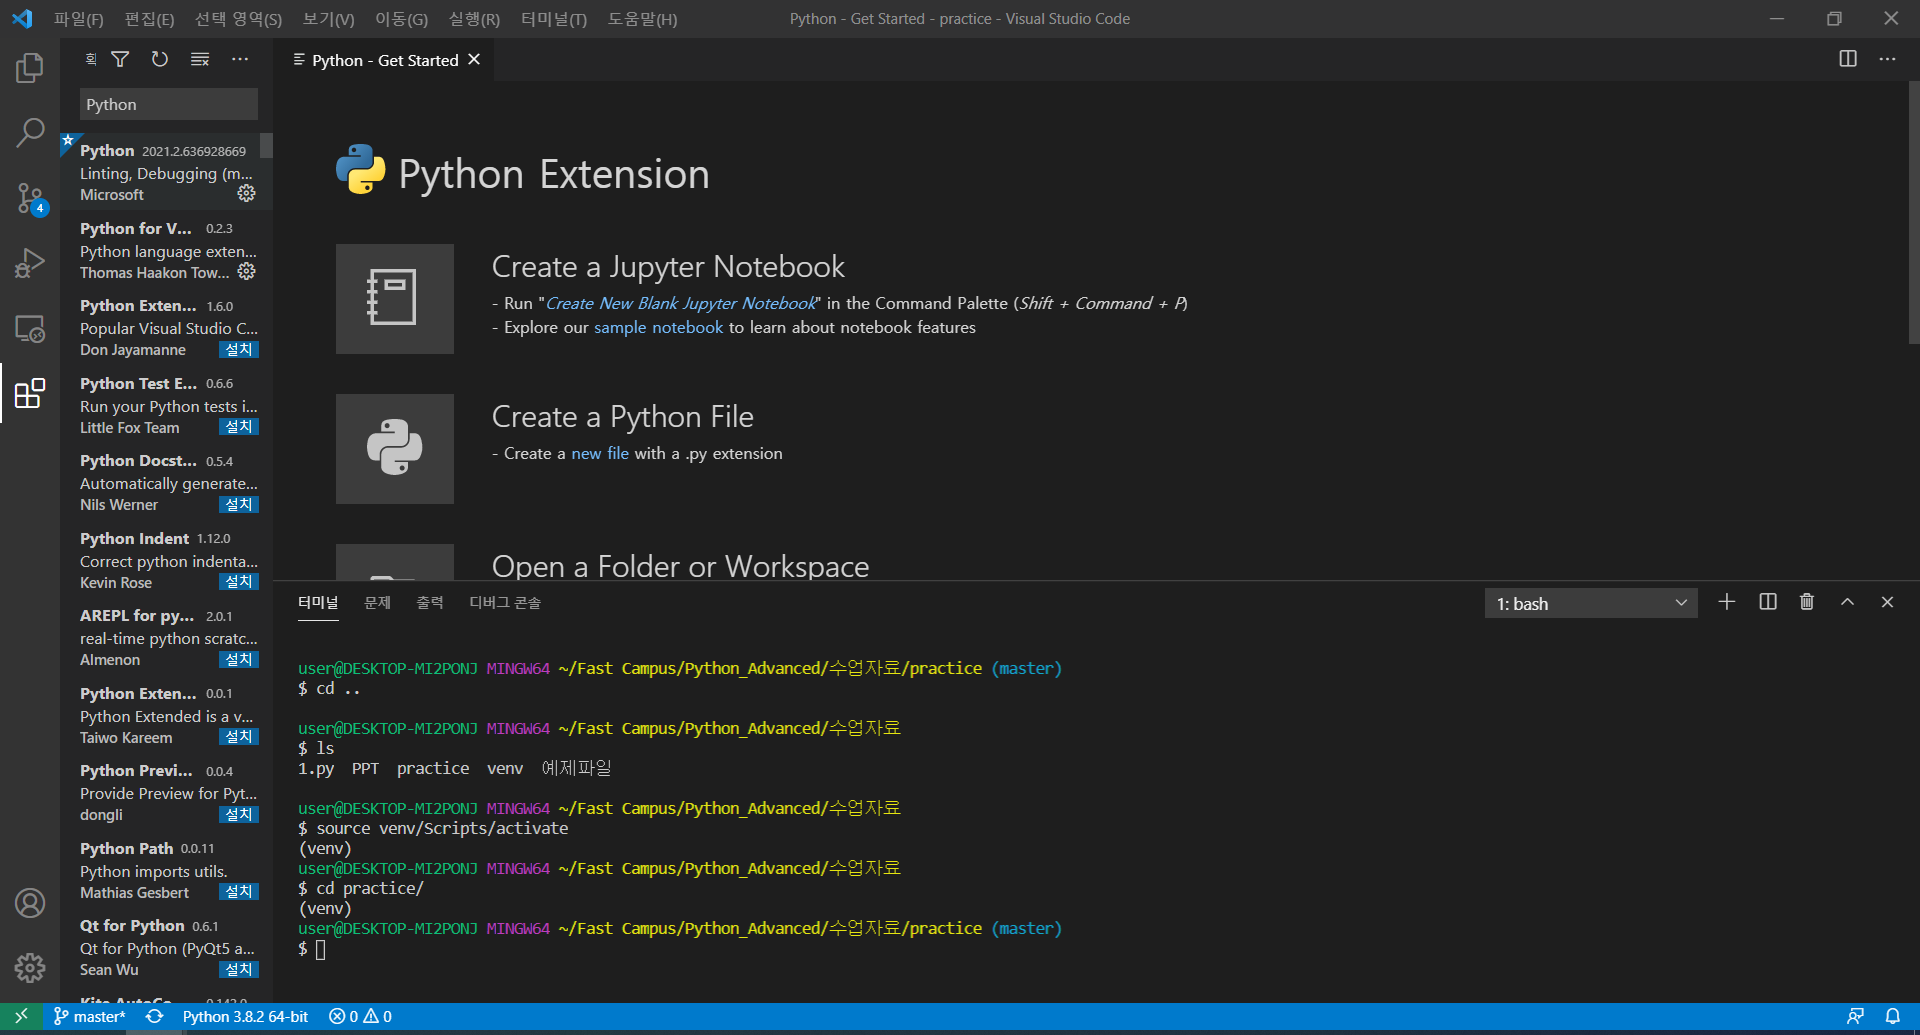 파일(F) 편집(E) 선택 영역(S) 보기(V) 이동(G) 실행(R) 터미널(T) 도움말(H) Python - Get Started - practice - Visual Studio Code
Python - Get Started
Python
Python 2021.2.636928669
Linting, Debugging (m...
Microsoft
Python for V... 0.2.3
Python language exten...
Thomas Haakon Tow...
Python Exten... 1.6.0
Popular Visual Studio C...
Don Jayamanne 설치
Python Test E... 0.6.6
Run your Python tests i...
Little Fox Team 설치
Python Docst... 0.5.4
Automatically generate...
Nils Werner 설치
Python Indent 1.12.0
Correct python indenta...
Kevin Rose 설치
AREPL for py... 2.0.1
real-time python scratc...
Almenon 설치
Python Exten... 0.0.1
Python Extended is a v...
Taiwo Kareem 설치
Python Previ... 0.0.4
Provide Preview for Pyt...
dongli 설치
Python Path 0.0.11
Python imports utils.
Mathias Gesbert 설치
Qt for Python 0.6.1
Qt for Python (PyQt5 a...
Sean Wu 설치
4
Python Extension
Create a Jupyter Notebook
- Run "Create New Blank Jupyter Notebook" in the Command Palette (Shift + Command + P)
- Explore our sample notebook to learn about notebook features
Create a Python File
- Create a new file with a .py extension
Open a Folder or Workspace
터미널 문제 출력 디버그 콘솔 1: bash
user@DESKTOP-MI2PONJ MINGW64 ~/Fast Campus/Python_Advanced/수업자료/practice (master)
$ cd ..
user@DESKTOP-MI2PONJ MINGW64 ~/Fast Campus/Python_Advanced/수업자료
$ ls
1.py PPT practice venv 예제파일
user@DESKTOP-MI2PONJ MINGW64 ~/Fast Campus/Python_Advanced/수업자료
$ source venv/Scripts/activate
(venv)
user@DESKTOP-MI2PONJ MINGW64 ~/Fast Campus/Python_Advanced/수업자료
$ cd practice/
(venv)
user@DESKTOP-MI2PONJ MINGW64 ~/Fast Campus/Python_Advanced/수업자료/practice (master)
$
master* Python 3.8.2 64-bit 0 0